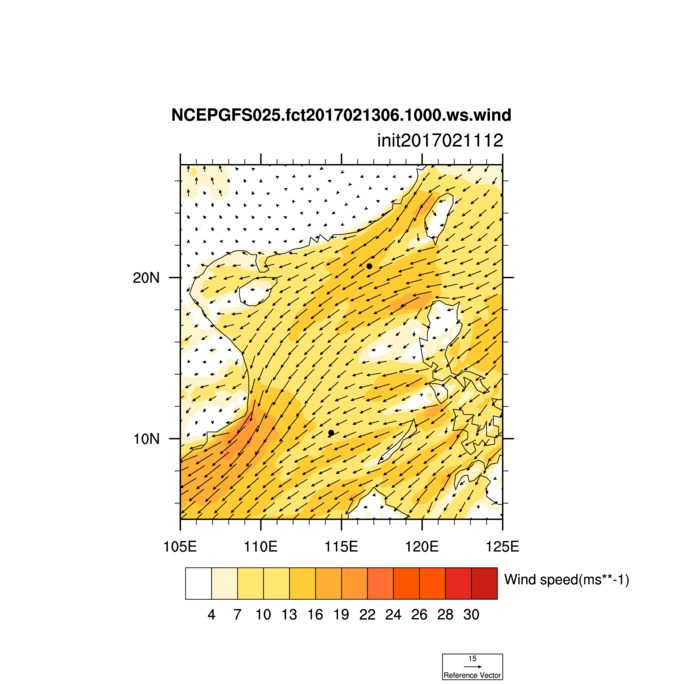 NCEPGFS025.fct2017021306.1000.ws.wind
init2017021112
20N
10N
105E 110E 115E 120E 125E
Wind speed(ms**-1)
4 7 10 13 16 19 22 24 26 28 30
15
Reference Vector